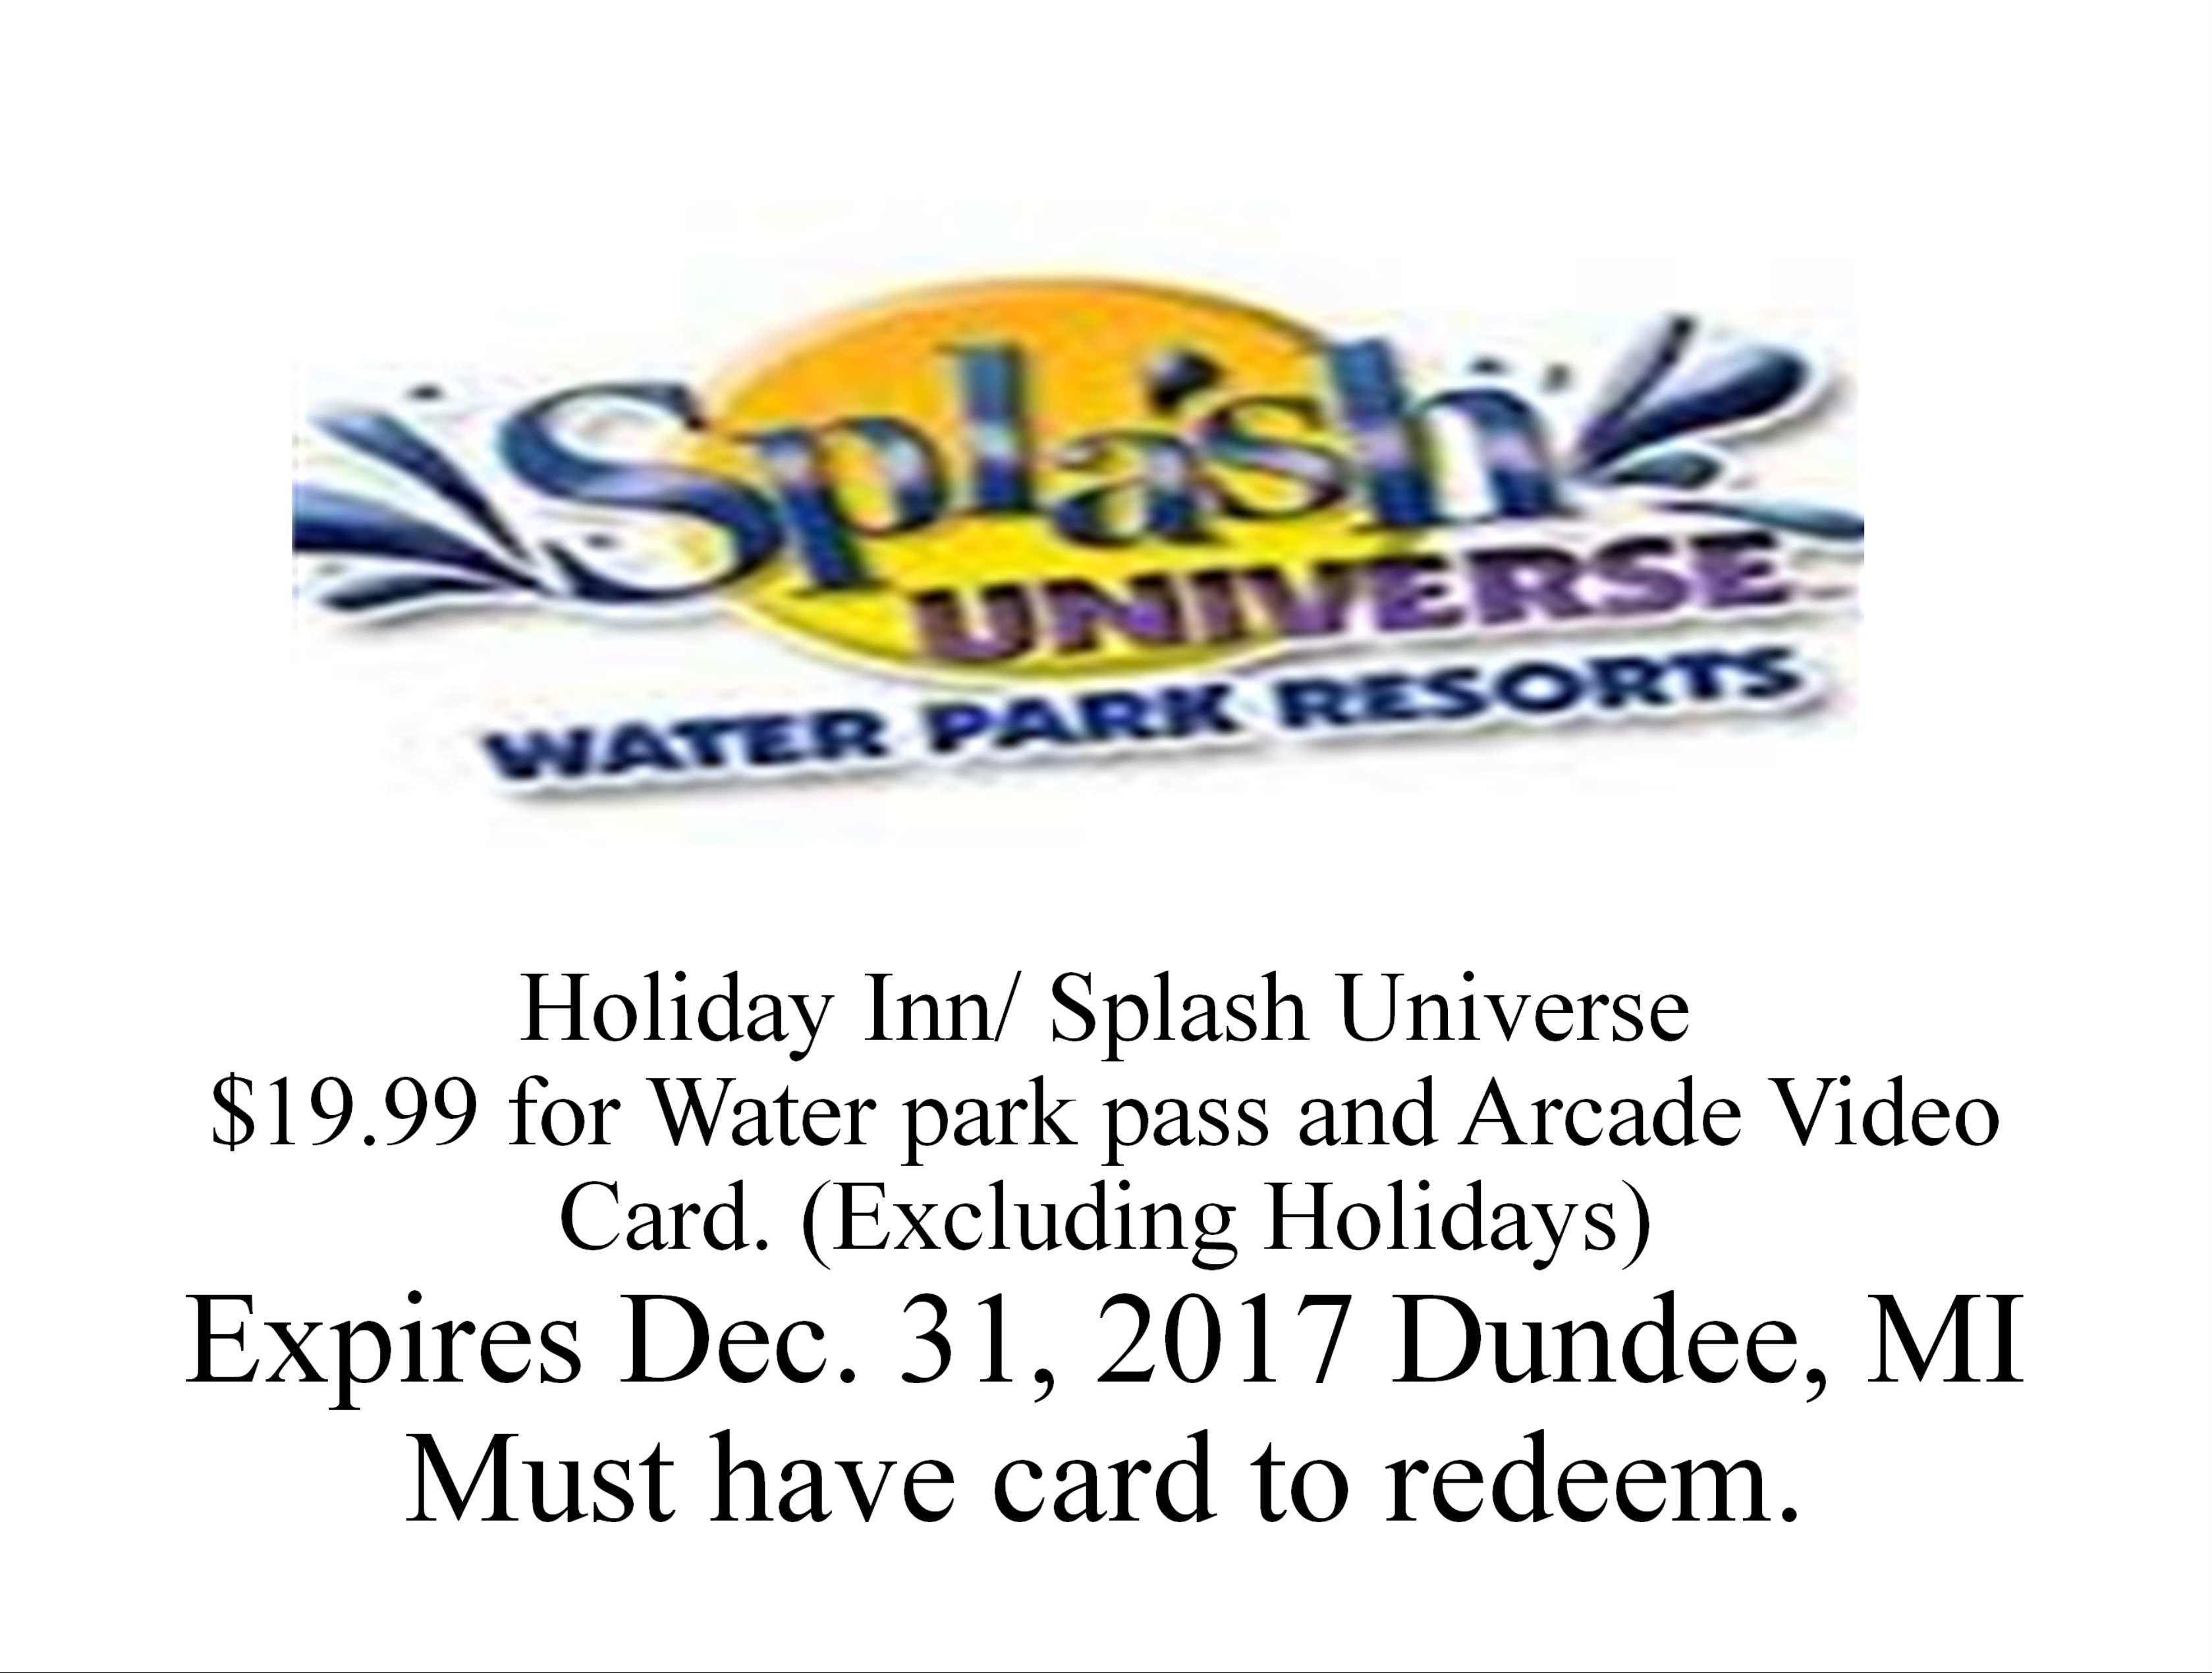 Splash
UNIVERSE
WATER PARK RESORTS
Holiday Inn/ Splash Universe
$19.99 for Water park pass and Arcade Video
Card. (Excluding Holidays)
Expires Dec. 31, 2017 Dundee, MI
Must have card to redeem.